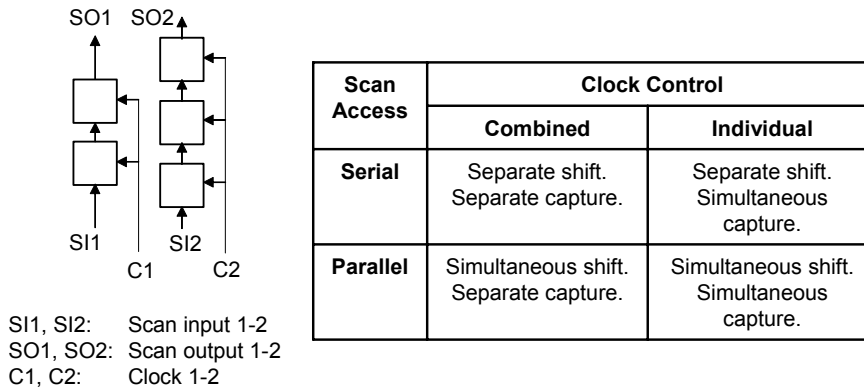 SO1 SO2
SI1 SI2
C1 C2
SI1, SI2: Scan input 1-2
SO1, SO2: Scan output 1-2
C1, C2: Clock 1-2
Scan Access
Clock Control
Combined Individual
Serial
Separate shift.
Separate capture.
Separate shift.
Simultaneous
capture.
Parallel
Simultaneous shift.
Separate capture.
Simultaneous shift.
Simultaneous
capture.